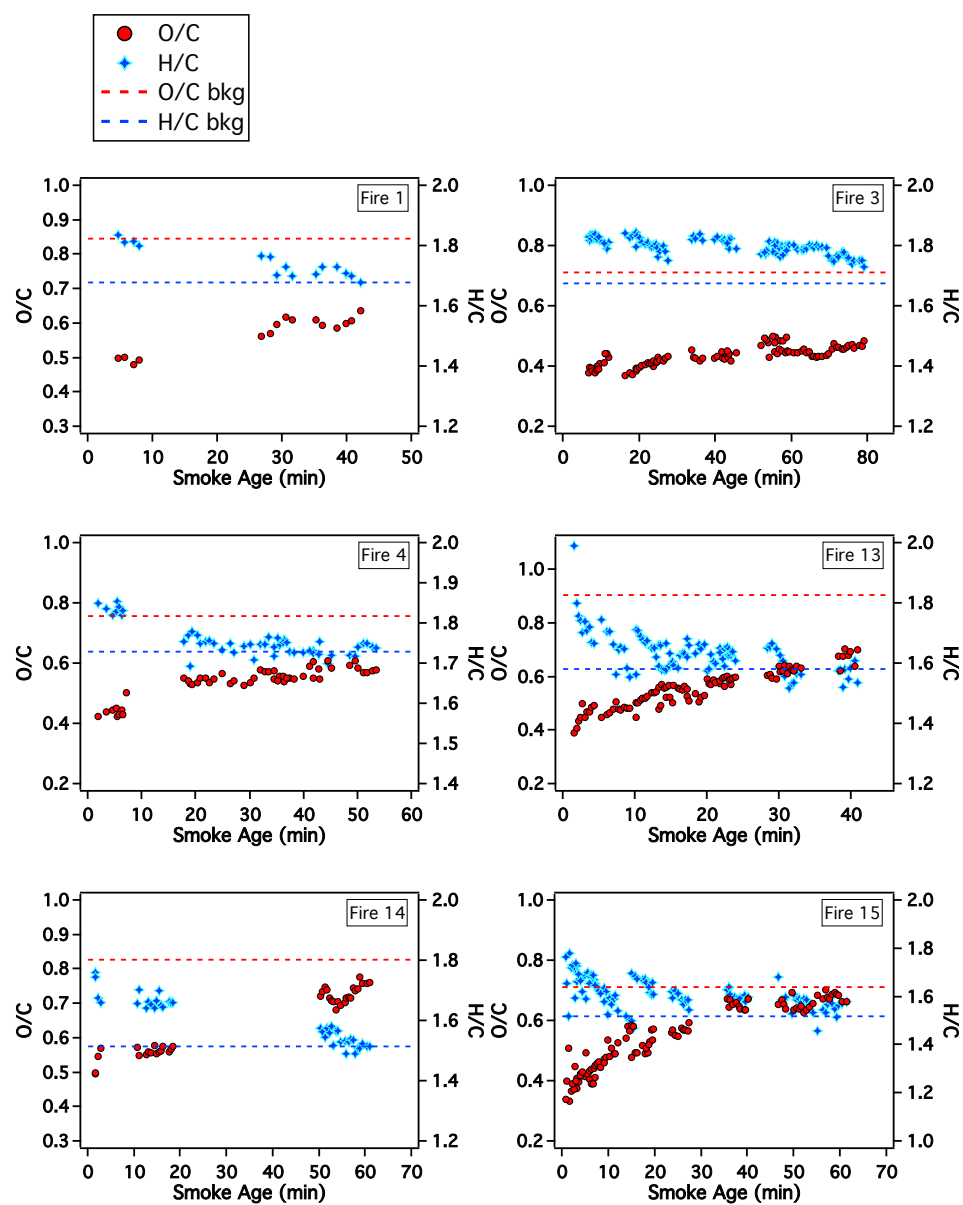 O/C
H/C
O/C bkg
H/C bkg
Fire 1
1.0
0.9
0.8
0.7
0.6
0.5
0.4
0.3
O/C
2.0
1.8
1.6
1.4
1.2
H/C
0 10 20 30 40 50
Smoke Age (min)
Fire 3
1.0
0.8
0.6
0.4
0.2
O/C
2.0
1.8
1.6
1.4
1.2
H/C
0 20 40 60 80
Smoke Age (min)
Fire 4
1.0
0.8
0.6
0.4
0.2
O/C
2.0
1.9
1.8
1.7
1.6
1.5
1.4
H/C
0 10 20 30 40 50 60
Smoke Age (min)
Fire 13
1.0
0.8
0.6
0.4
0.2
O/C
2.0
1.8
1.6
1.4
1.2
H/C
0 10 20 30 40
Smoke Age (min)
Fire 14
1.0
0.9
0.8
0.7
0.6
0.5
0.4
0.3
O/C
2.0
1.8
1.6
1.4
1.2
H/C
0 10 20 30 40 50 60 70
Smoke Age (min)
Fire 15
1.0
0.8
0.6
0.4
0.2
O/C
2.0
1.8
1.6
1.4
1.2
1.0
H/C
0 10 20 30 40 50 60 70
Smoke Age (min)